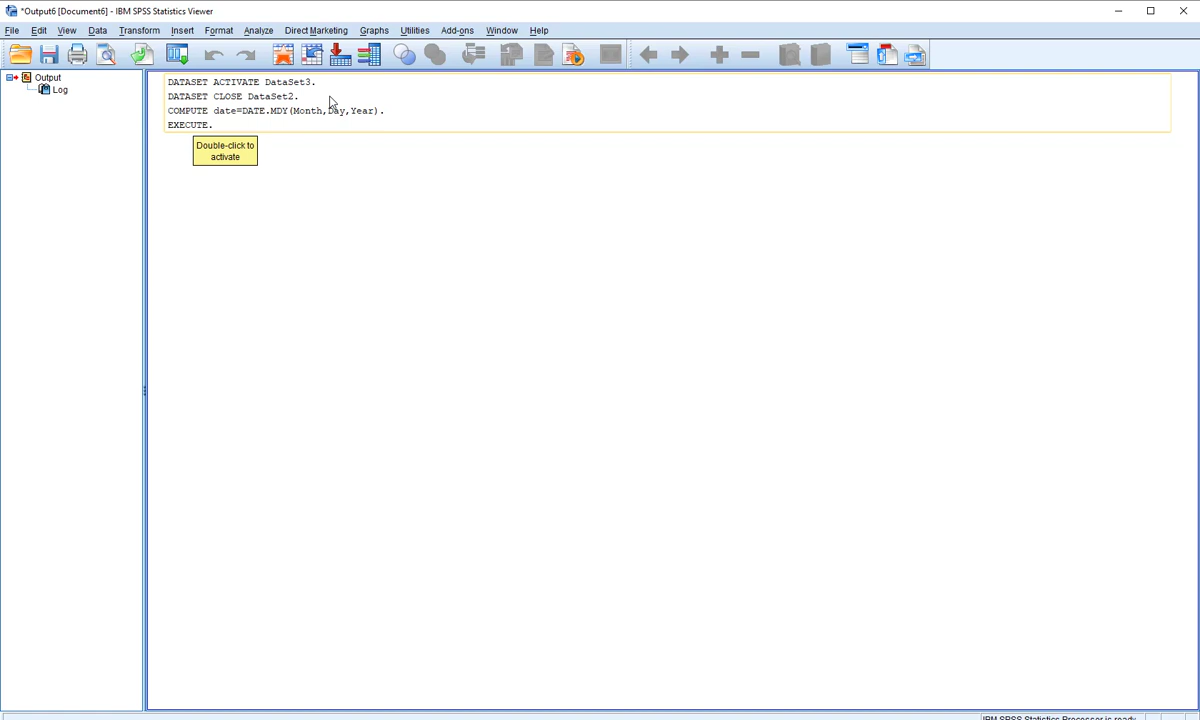 *Output6 [Document6] - IBM SPSS Statistics Viewer
File Edit View Data Transform Insert Format Analyze Direct Marketing Graphs Utilities Add-ons Window Help
Output
Log
DATASET ACTIVATE DataSet3.
DATASET CLOSE DataSet2.
COMPUTE date=DATE.MDY(Month,Day,Year).
EXECUTE.
Double-click to
activate
IBM SPSS Statistics Processor is ready